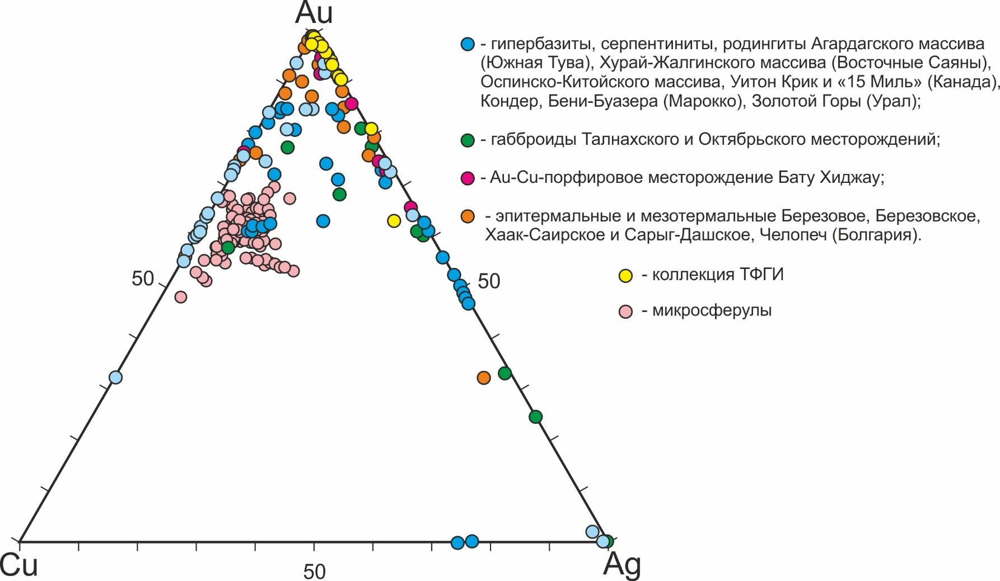 Au
- гипербазиты, серпентиниты, родингиты Агардагского массива
(Южная Тува), Хурай-Жалгинского массива (Восточные Саяны),
Оспинско-Китойского массива, Уитон Крик и «15 Миль» (Канада),
Кондер, Бени-Буазера (Марокко), Золотой Горы (Урал);
- габброиды Талнахского и Октябрьского месторождений;
- Au-Cu-порфировое месторождение Бату Хиджау;
- эпитермальные и мезотермальные Березовое, Березовское,
Хаак-Саирское и Сарыг-Дашское, Челопеч (Болгария).
- коллекция ТФГИ
- микросферулы
50
50
Cu
50
Ag